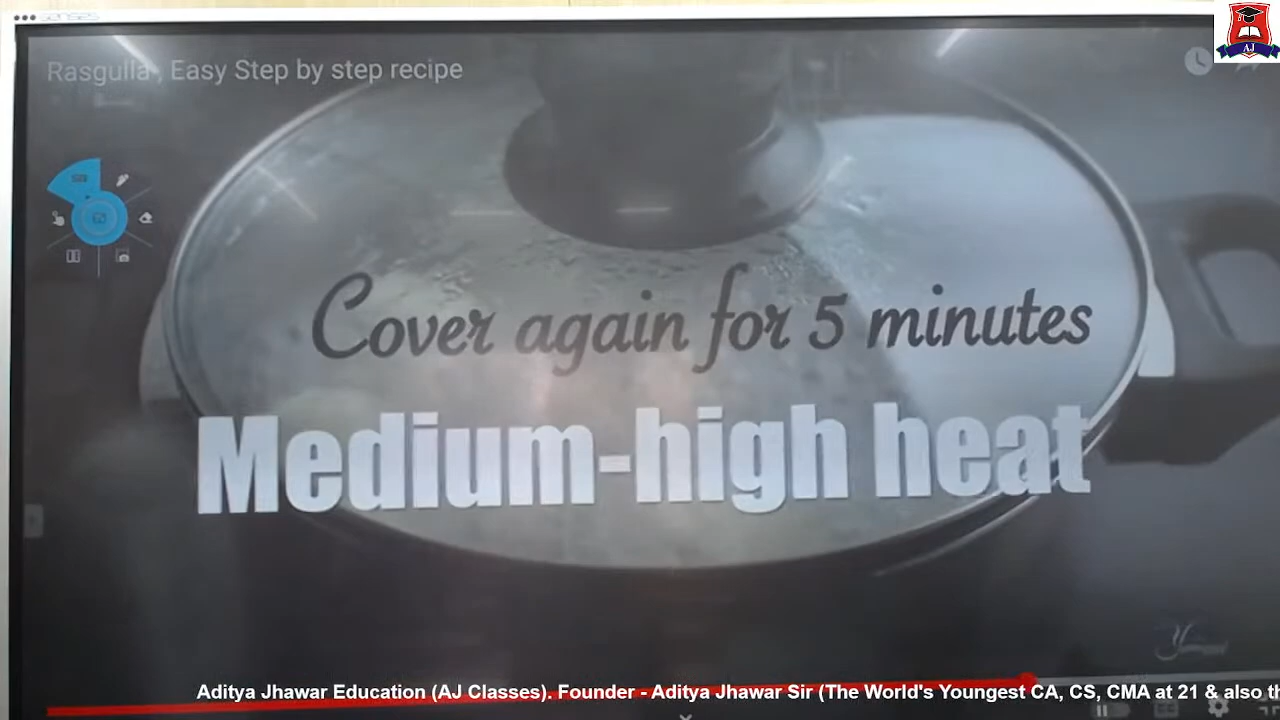 Rasgulla , Easy Step by step recipe
AJ
Cover again for 5 minutes
Medium-high heat
Aditya Jhawar Education (AJ Classes). Founder - Aditya Jhawar Sir (The World's Youngest CA, CS, CMA at 21 & also th